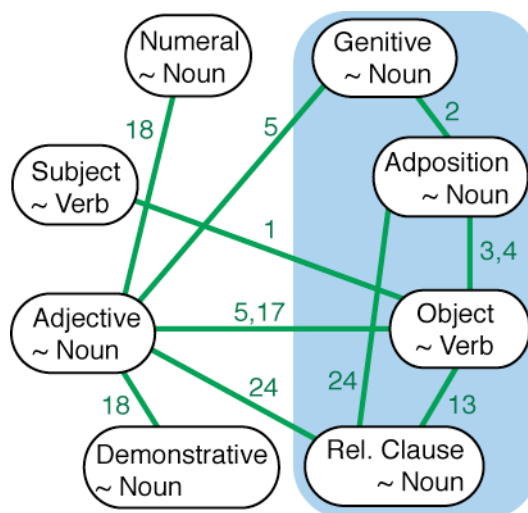 Numeral
~ Noun
Genitive
~ Noun
18
5
2
Subject
~ Verb
Adposition
~ Noun
1
3,4
Adjective
~ Noun
5,17
Object
~ Verb
18
24
24
13
Demonstrative
~ Noun
Rel. Clause
~ Noun